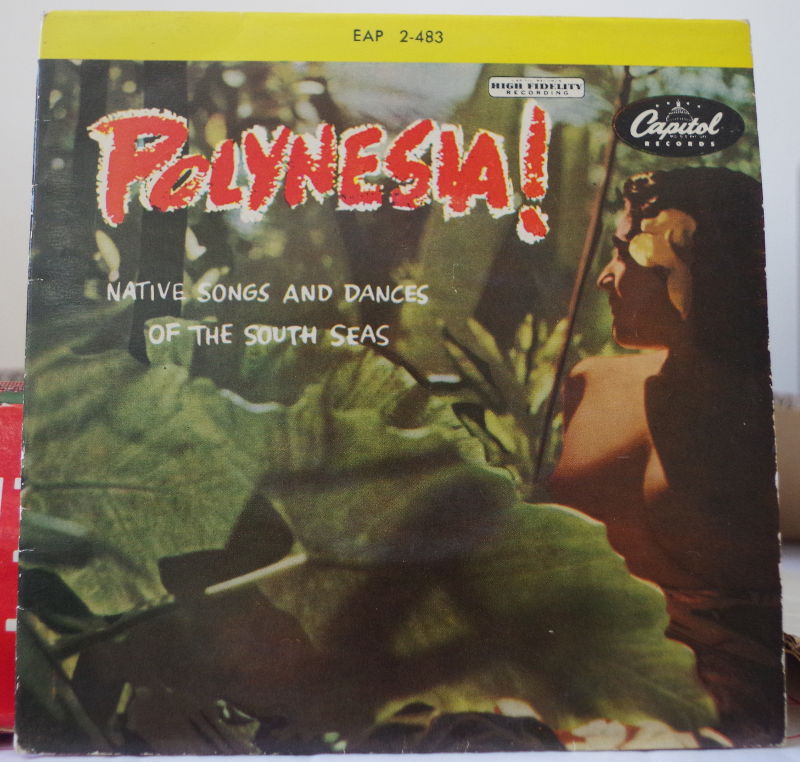 EAP 2-483
HIGH FIDELITY
RECORDING
Capitol
RECORDS
POLYNESIA!
NATIVE SONGS AND DANCES
OF THE SOUTH SEAS